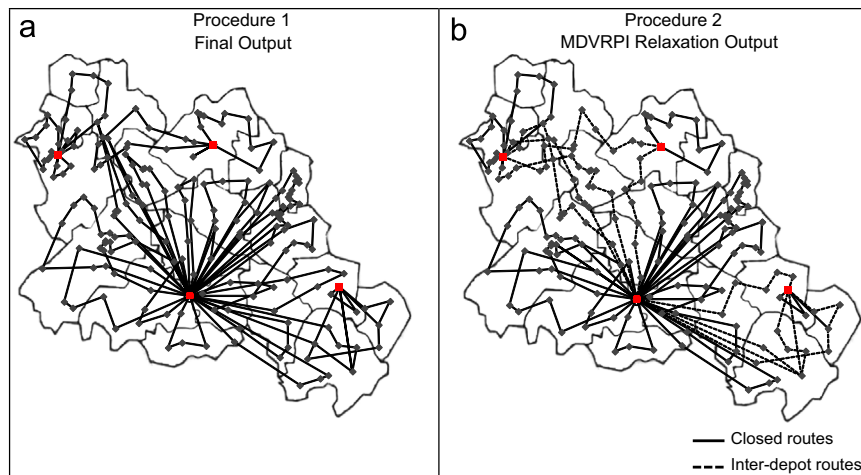 a
Procedure 1
Final Output
b
Procedure 2
MDVRPI Relaxation Output
Closed routes
Inter-depot routes